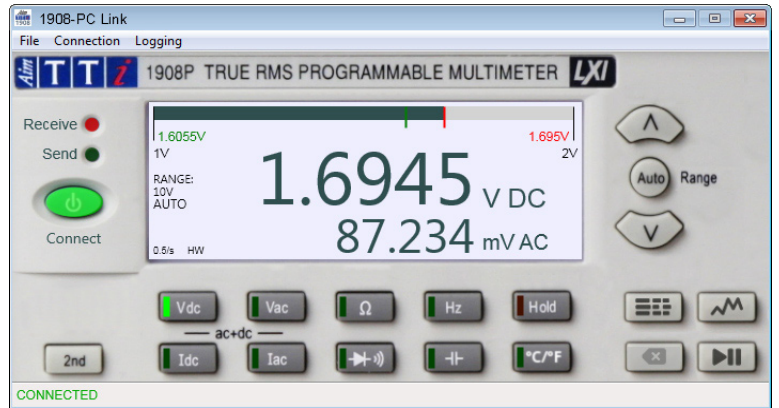 1908-PC Link
File Connection Logging
Aim TTi 1908P TRUE RMS PROGRAMMABLE MULTIMETER LXI
Receive
Send
Connect
1.6055V 1.695V
1V 2V
RANGE:
10V
AUTO
1.6945 V DC
87.234 mV AC
0.5/s HW
Auto Range
Vdc Vac Ω Hz Hold
ac+dc
2nd Idc Iac °C/°F
CONNECTED